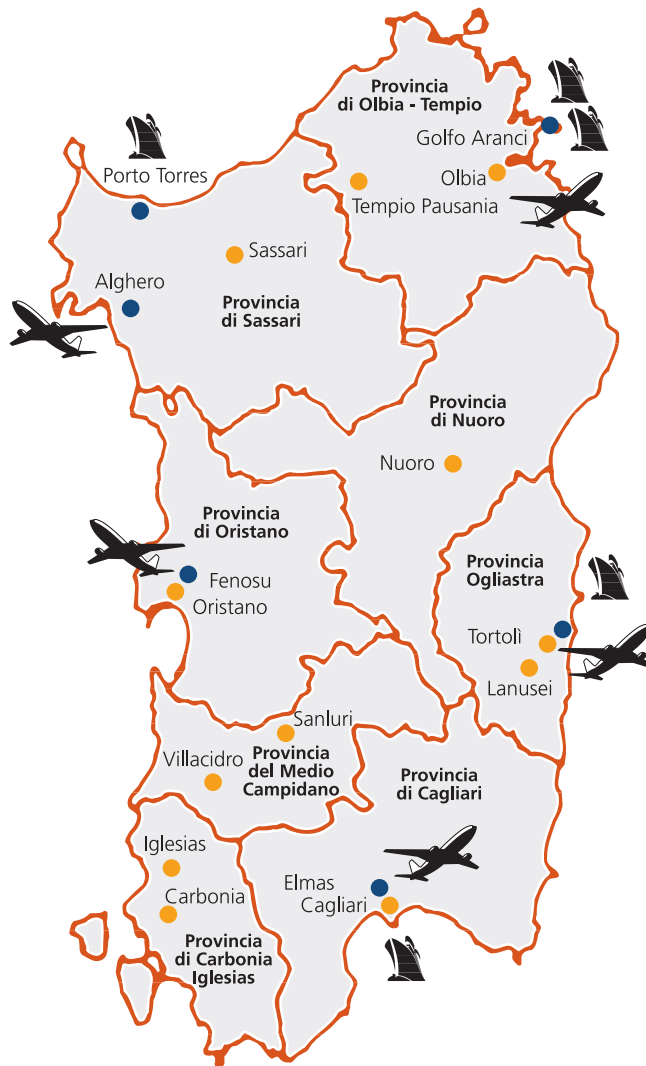 Provincia
di Olbia - Tempio
Golfo Aranci
Porto Torres
Olbia
Tempio Pausania
Sassari
Alghero
Provincia
di Sassari
Provincia
di Nuoro
Nuoro
Provincia
di Oristano
Provincia
Ogliastra
Fenosu
Oristano
Tortolì
Lanusei
Sanluri
Villacidro
Provincia
del Medio
Campidano
Provincia
di Cagliari
Iglesias
Carbonia
Elmas
Cagliari
Provincia
di Carbonia
Iglesias